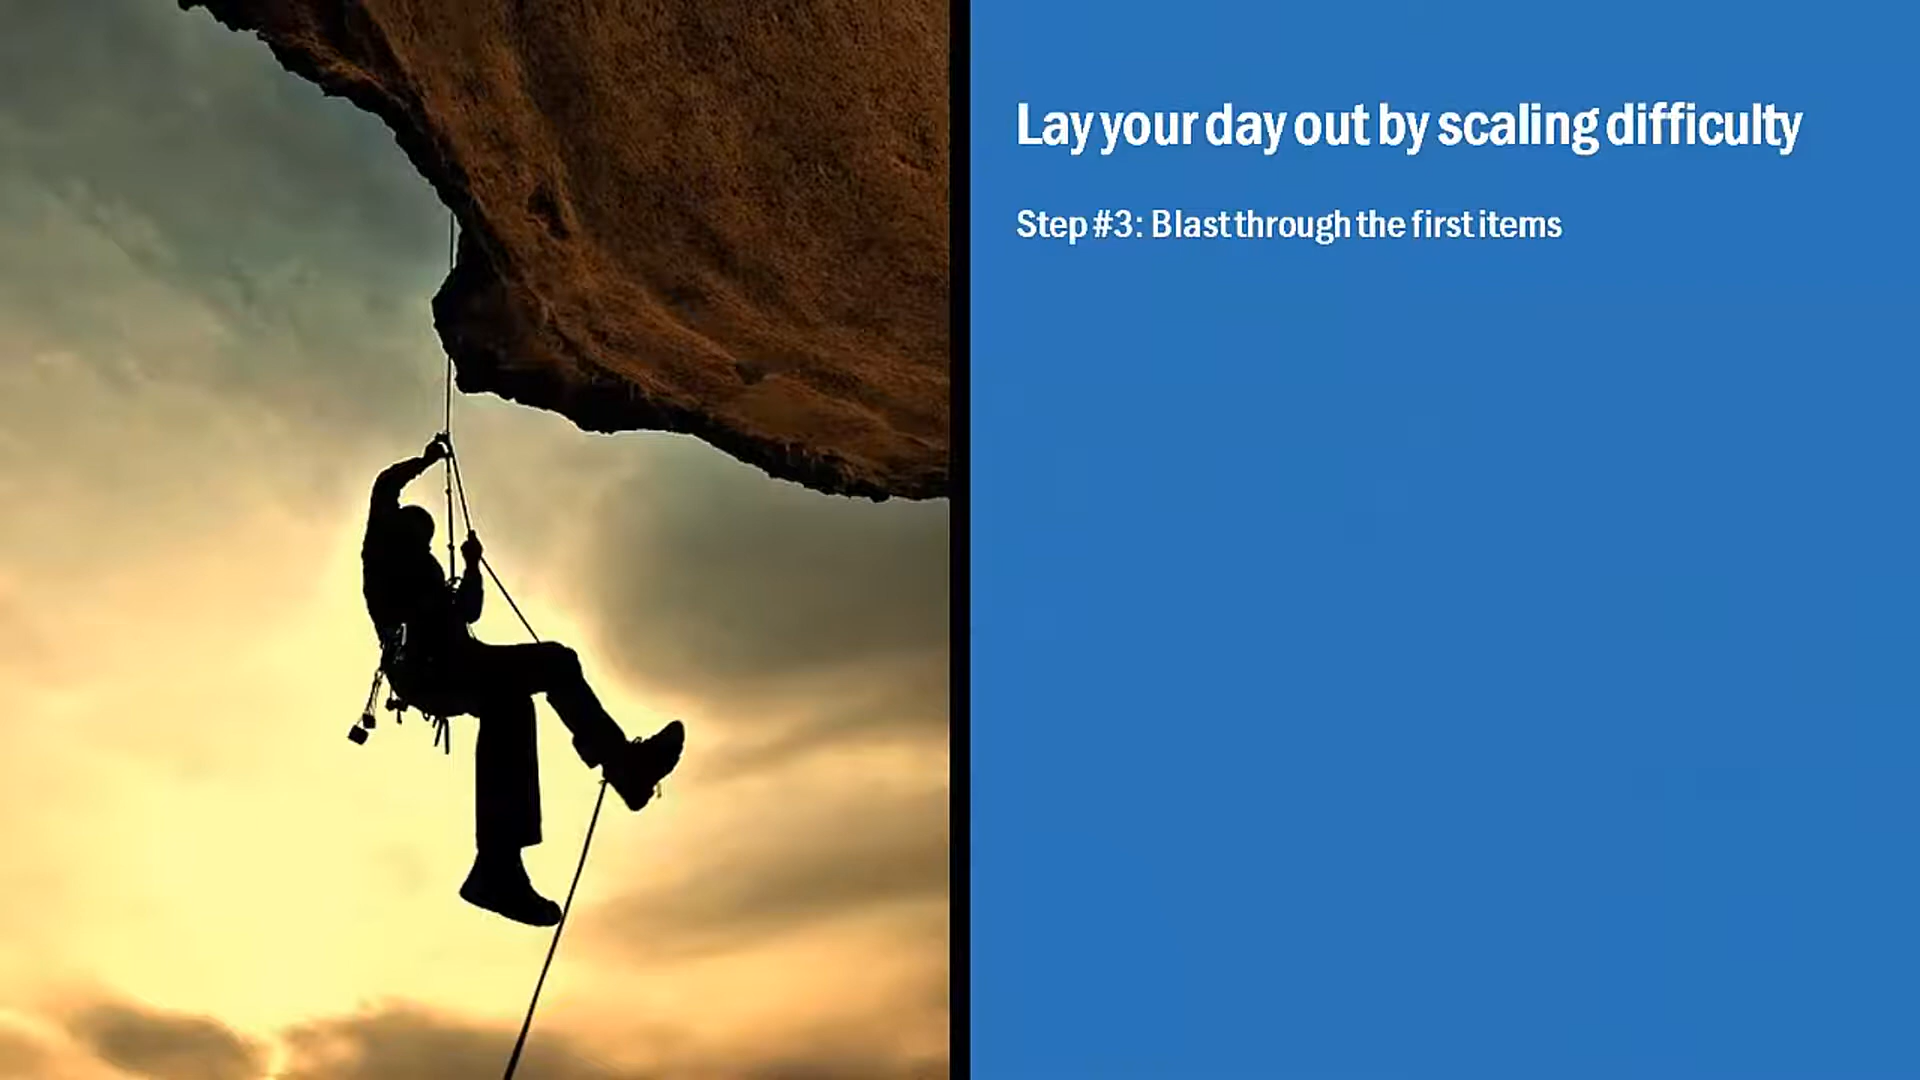 Lay your day out by scaling difficulty
Step #3: Blast through the first items